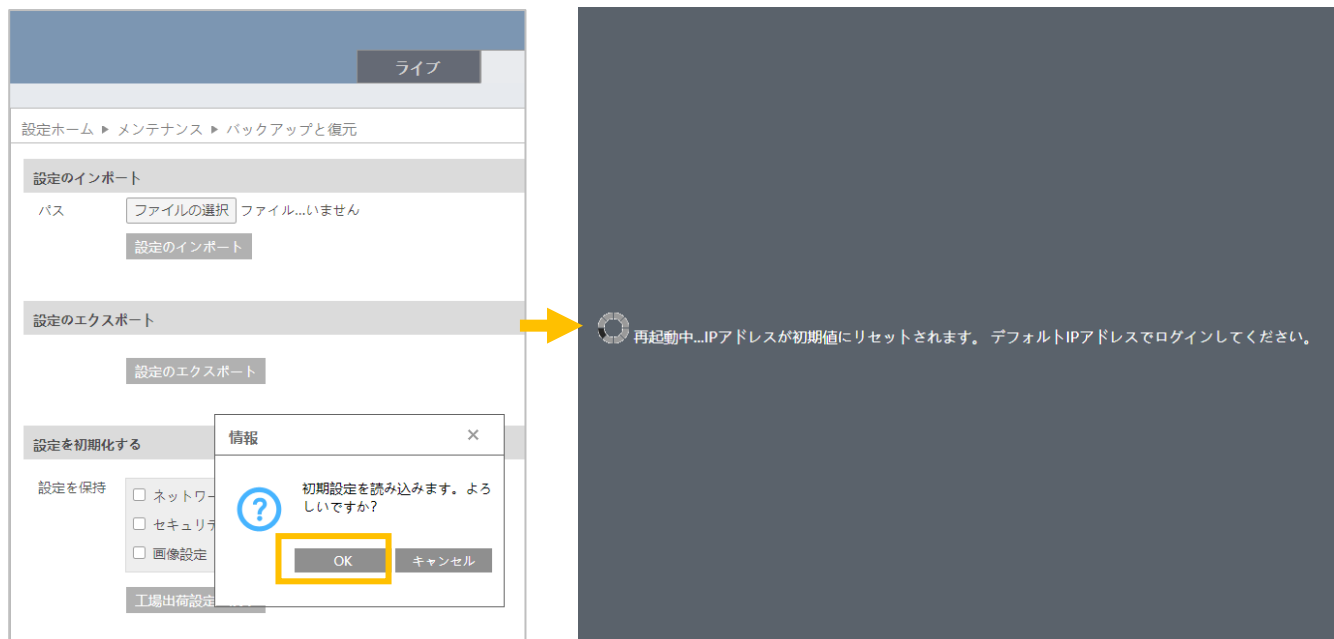 ライブ
設定ホーム ▶ メンテナンス ▶ バックアップと復元
設定のインポート
パス ファイルの選択 ファイル...いません
設定のインポート
設定のエクスポート
設定のエクスポート
設定を初期化する
設定を保持
ネットワー
セキュリテ
画像設定
工場出荷設定
情報 ×
?
初期設定を読み込みます。よろ
しいですか?
OK キャンセル
再起動中...IPアドレスが初期値にリセットされます。 デフォルトIPアドレスでログインしてください。